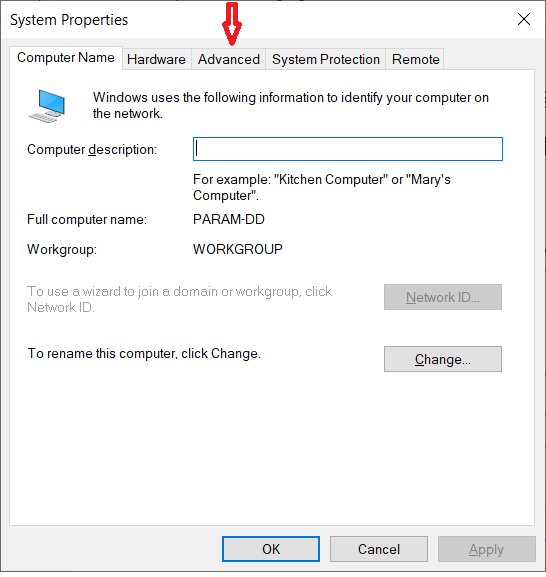 System Properties
Computer Name Hardware Advanced System Protection Remote
Windows uses the following information to identify your computer on
the network.
Computer description:
For example: "Kitchen Computer" or "Mary's
Computer".
Full computer name: PARAM-DD
Workgroup: WORKGROUP
To use a wizard to join a domain or workgroup, click
Network ID.
Network ID...
To rename this computer, click Change.
Change...
OK Cancel Apply